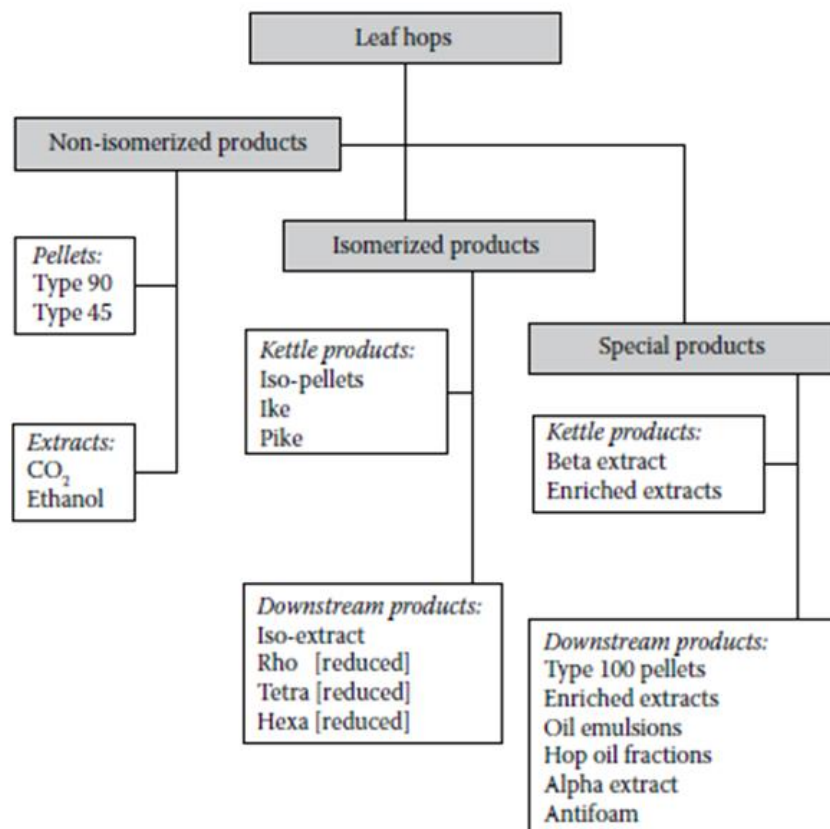 Leaf hops
Non-isomerized products
Pellets:
Type 90
Type 45
Extracts:
CO₂
Ethanol
Isomerized products
Kettle products:
Iso-pellets
Ike
Pike
Downstream products:
Iso-extract
Rho [reduced]
Tetra [reduced]
Hexa [reduced]
Special products
Kettle products:
Beta extract
Enriched extracts
Downstream products:
Type 100 pellets
Enriched extracts
Oil emulsions
Hop oil fractions
Alpha extract
Antifoam